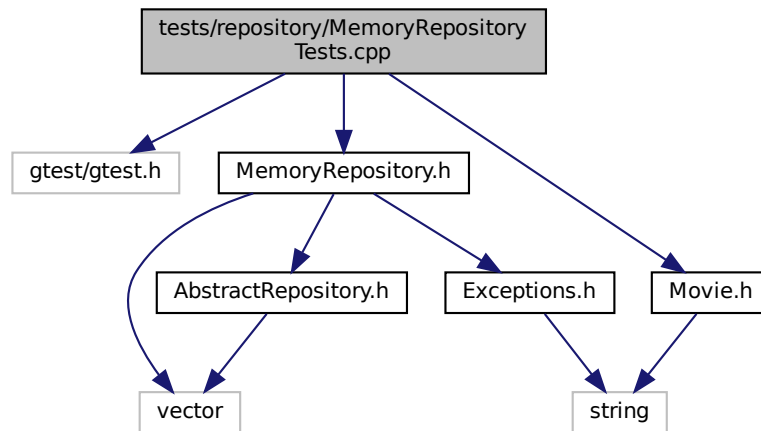 tests/repository/MemoryRepository
Tests.cpp
gtest/gtest.h
MemoryRepository.h
AbstractRepository.h
Exceptions.h
Movie.h
vector
string